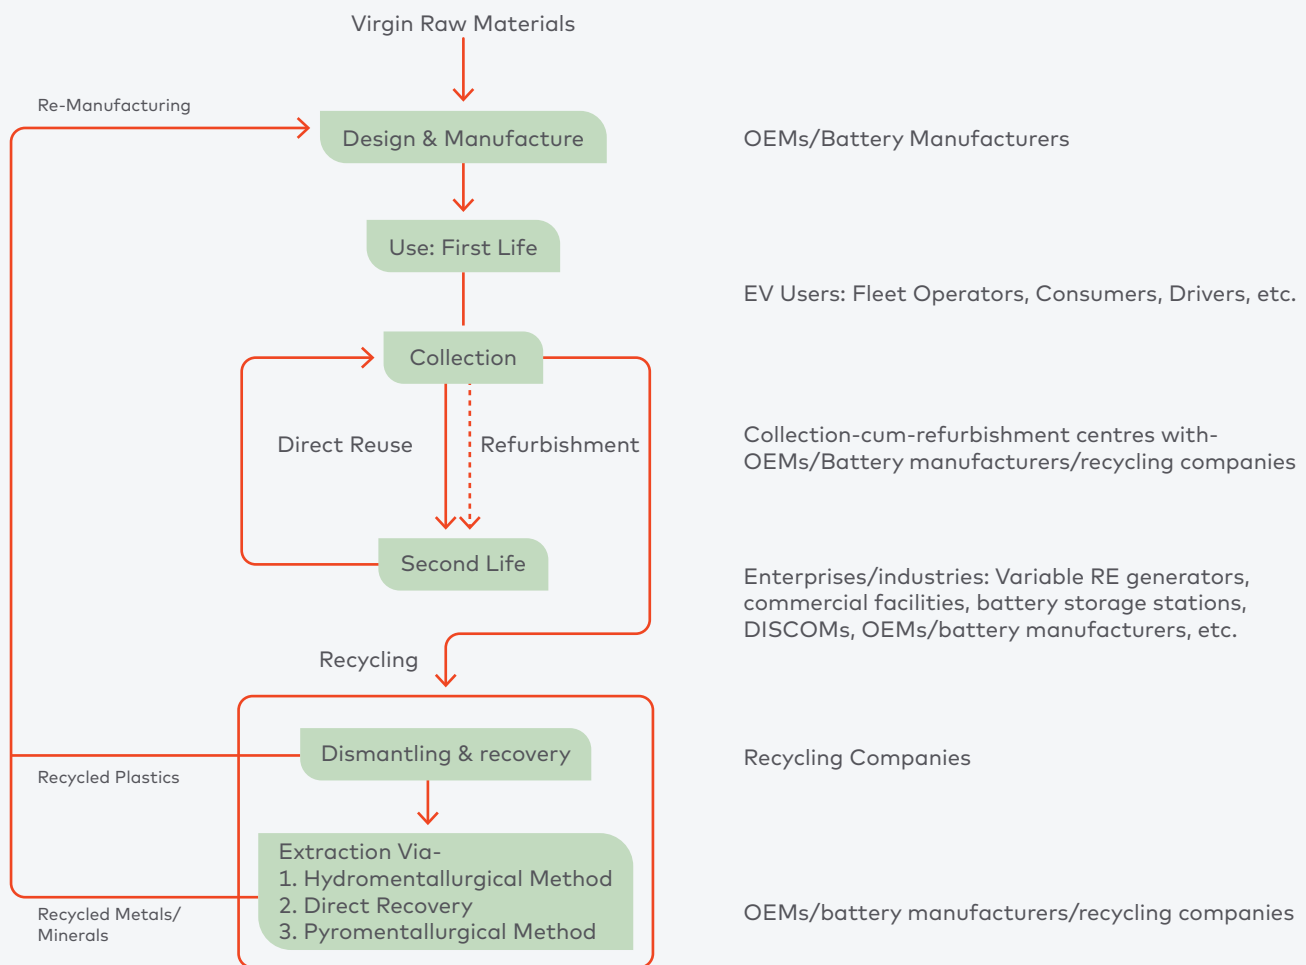 Virgin Raw Materials
Re-Manufacturing
Design & Manufacture
OEMs/Battery Manufacturers
Use: First Life
EV Users: Fleet Operators, Consumers, Drivers, etc.
Collection
Direct Reuse
Refurbishment
Collection-cum-refurbishment centres with-
OEMs/Battery manufacturers/recycling companies
Second Life
Enterprises/industries: Variable RE generators,
commercial facilities, battery storage stations,
DISCOMs, OEMs/battery manufacturers, etc.
Recycling
Dismantling & recovery
Recycling Companies
Recycled Plastics
Extraction Via-
1. Hydromentallurgical Method
2. Direct Recovery
3. Pyromentallurgical Method
Recycled Metals/
Minerals
OEMs/battery manufacturers/recycling companies